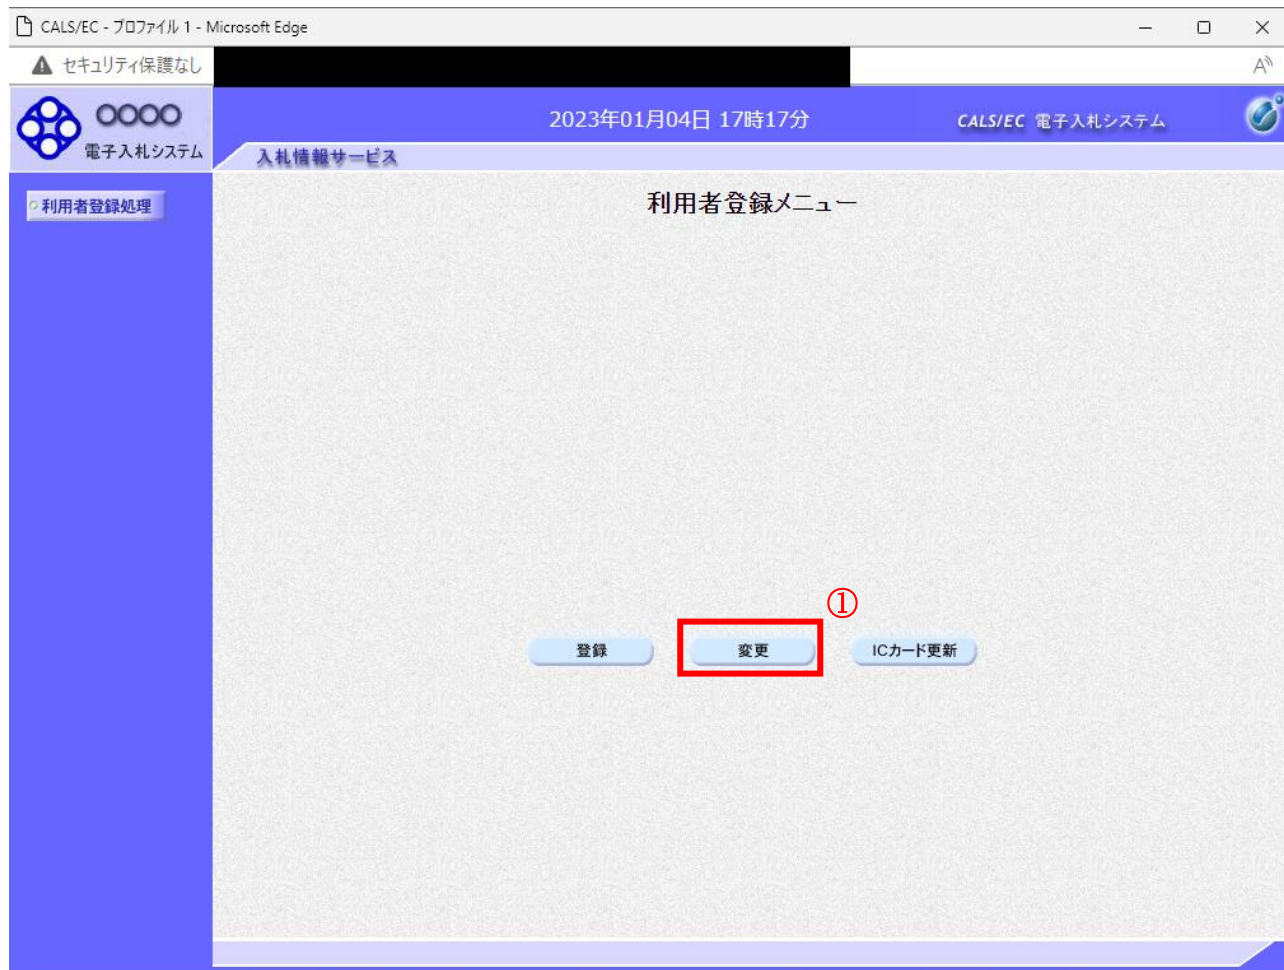 CALS/EC - プロファイル 1 - Microsoft Edge
セキュリティ保護なし
OOOO
電子入札システム
2023年01月04日 17時17分
CALS/EC 電子入札システム
入札情報サービス
利用者登録処理
利用者登録メニュー
①
登録
変更
ICカード更新